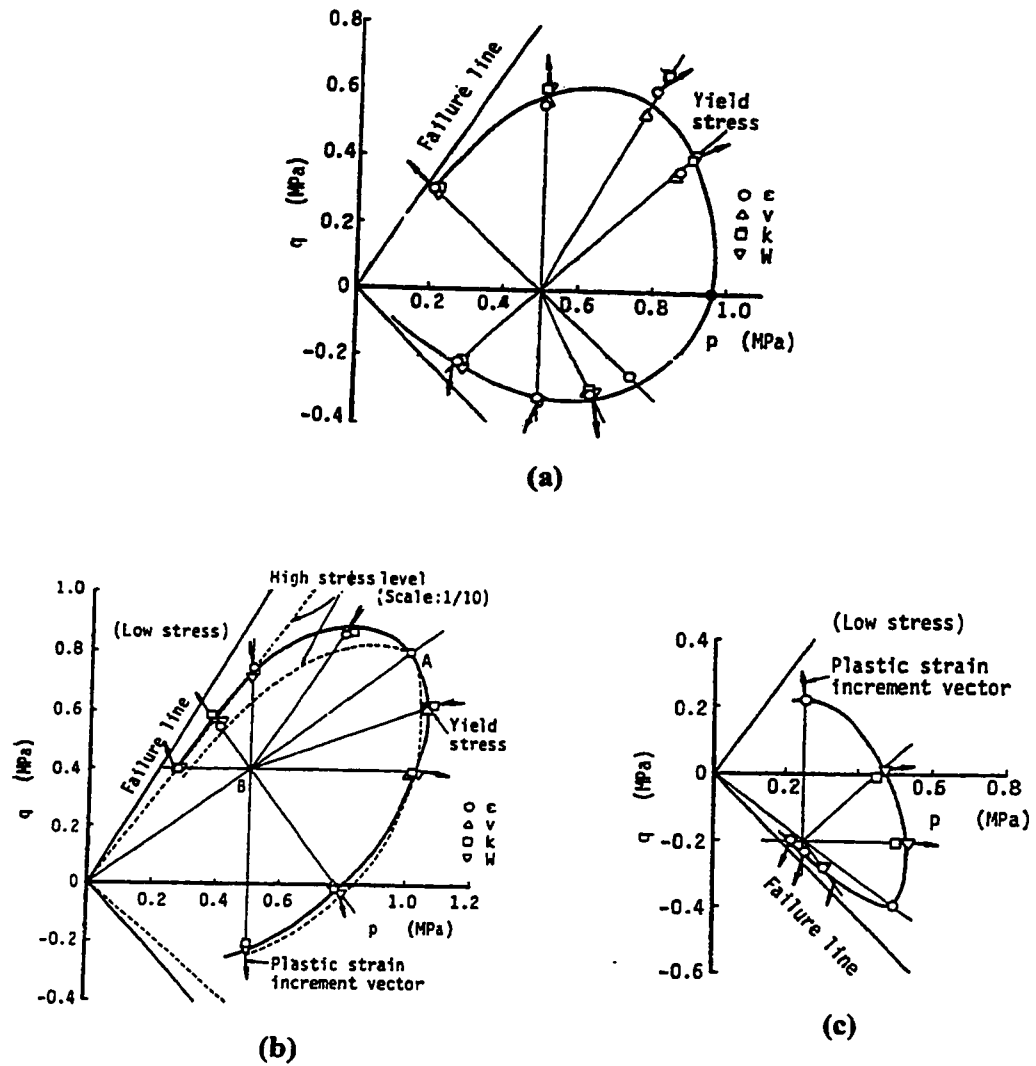 0.8
0.6
0.4
0.2
0
-0.2
-0.4
q (MPa)
Failure line
Yield
stress
ε
v
k
W
0.2 0.4 0.6 0.8 1.0
p (MPa)
(a)
High stress level
(Scale:1/10)
(Low stress)
1.0
0.8
0.6
0.4
0.2
0
-0.2
-0.4
q (MPa)
Failure line
A
B
Yield
stress
ε
v
k
W
0.2 0.4 0.6 0.8 1.0 1.2
p (MPa)
Plastic strain
increment vector
(b)
(Low stress)
0.4
0.2
0
-0.2
-0.4
-0.6
q (MPa)
Plastic strain
increment vector
0.2 0.4 0.6 0.8
p (MPa)
Failure line
(c)